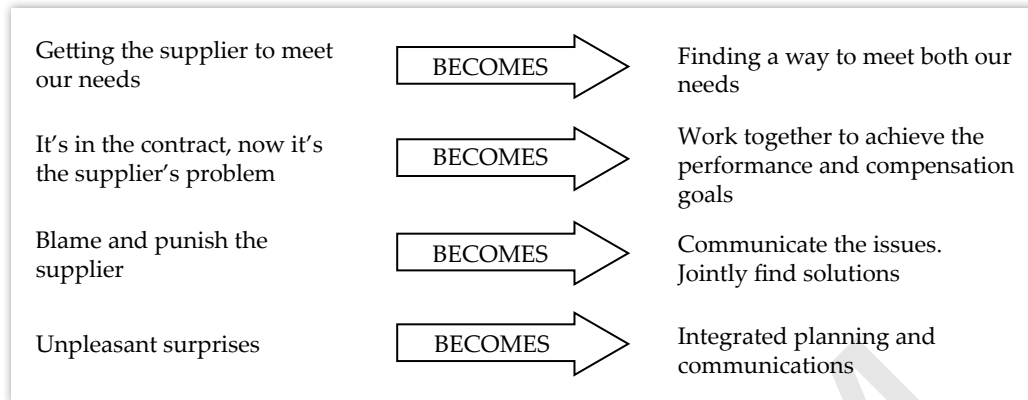 Getting the supplier to meet
our needs
BECOMES
Finding a way to meet both our
needs
It’s in the contract, now it’s
the supplier’s problem
BECOMES
Work together to achieve the
performance and compensation
goals
Blame and punish the
supplier
BECOMES
Communicate the issues.
Jointly find solutions
Unpleasant surprises
BECOMES
Integrated planning and
communications